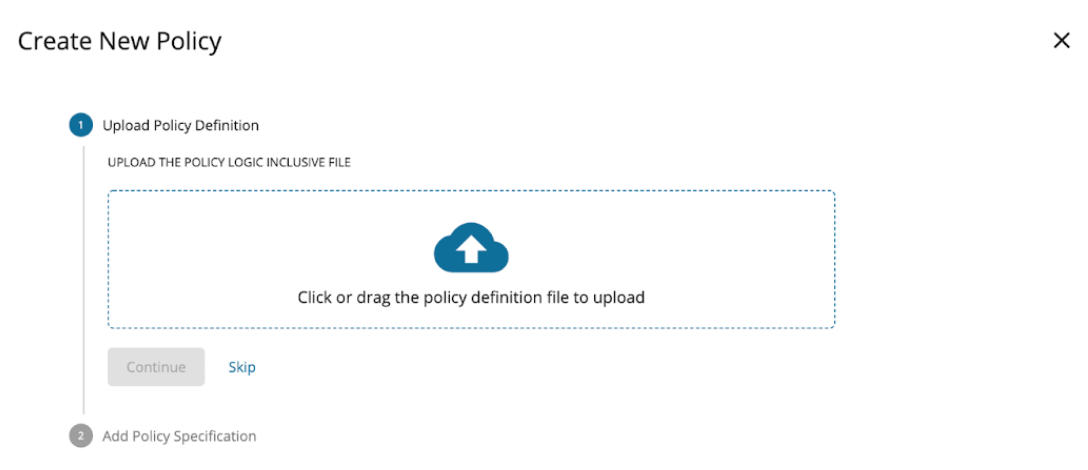 Create New Policy
1 Upload Policy Definition
UPLOAD THE POLICY LOGIC INCLUSIVE FILE
Click or drag the policy definition file to upload
Continue Skip
2 Add Policy Specification